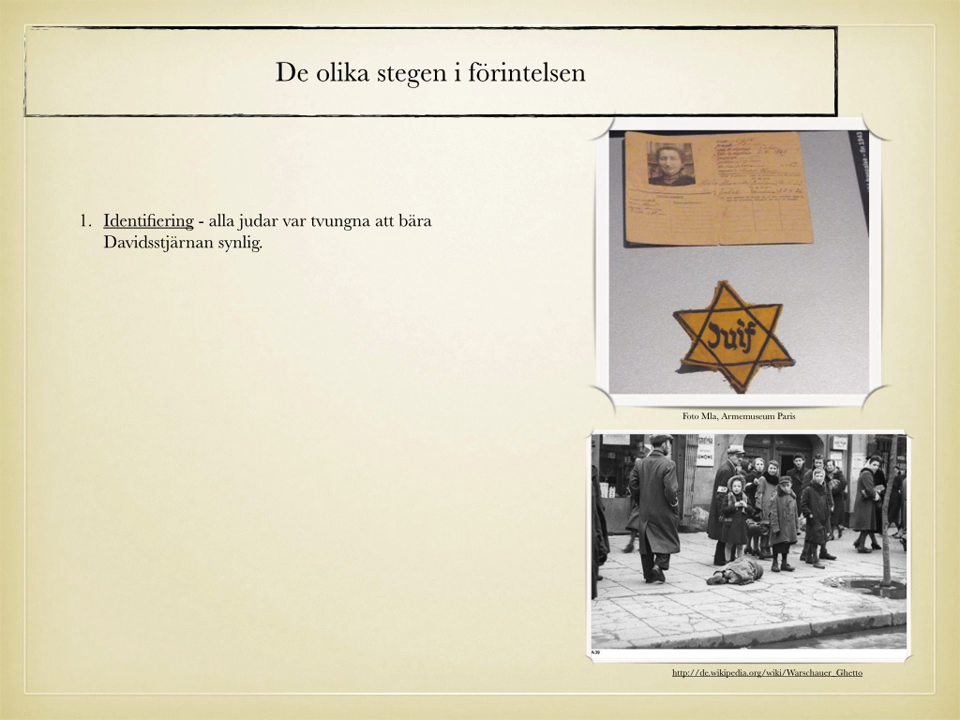 De olika stegen i förintelsen
1. Identifiering - alla judar var tvungna att bära
Davidsstjärnan synlig.
Juif
Foto Mla, Armemuseum Paris
http://de.wikipedia.org/wiki/Warschauer_Ghetto